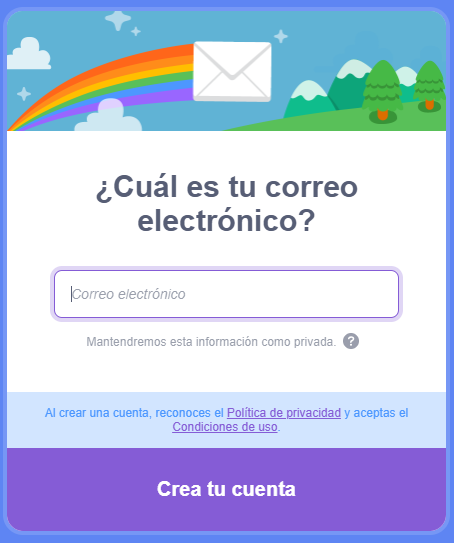 ¿Cuál es tu correo
electrónico?
Correo electrónico
Mantendremos esta información como privada. ?
Al crear una cuenta, reconoces el Política de privacidad y aceptas el
Condiciones de uso.
Crea tu cuenta